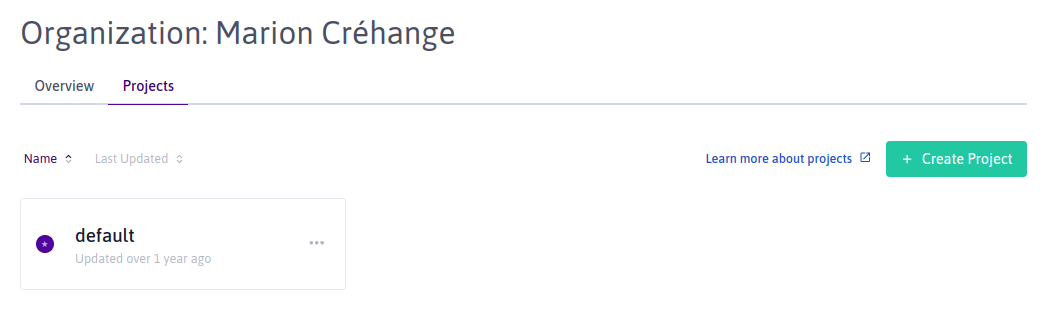 Organization: Marion Créhange
Overview Projects
Name Last Updated Learn more about projects + Create Project
default
Updated over 1 year ago